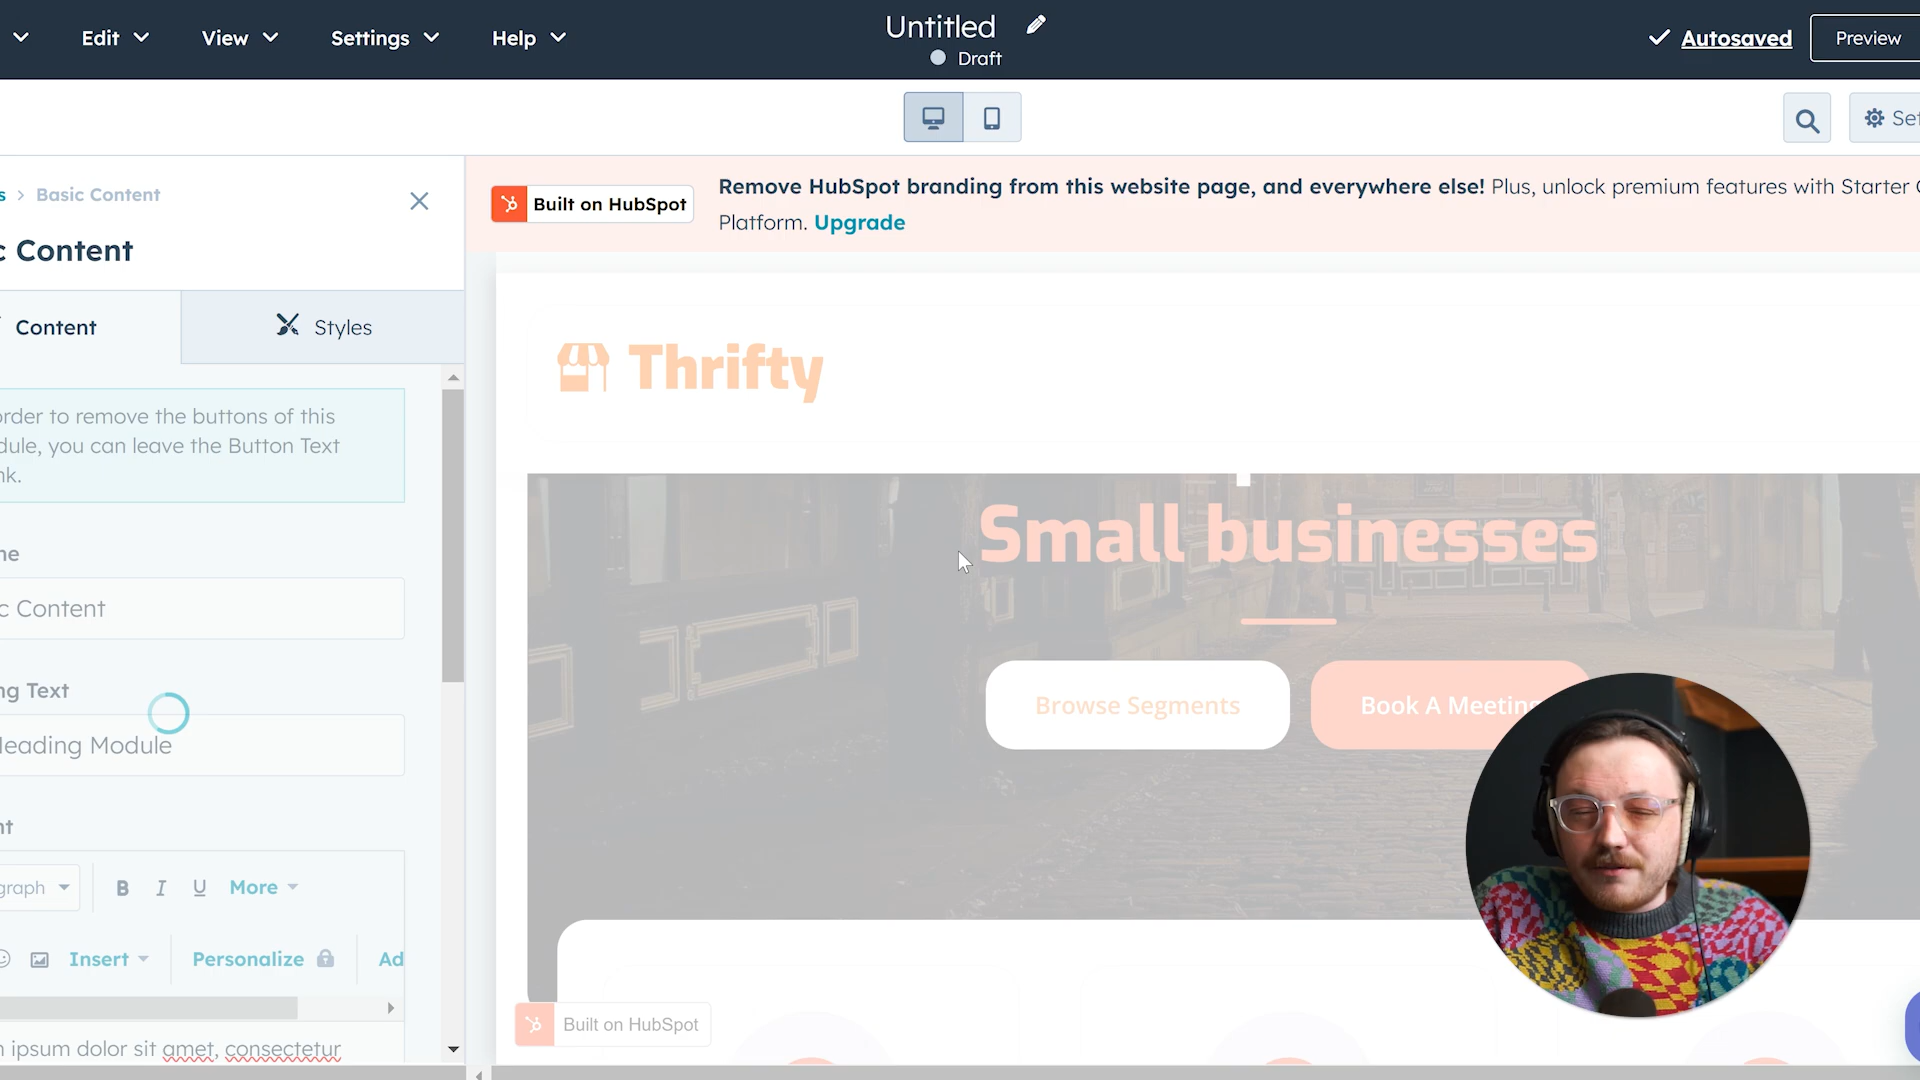 Edit
View
Settings
Help
Untitled
Draft
Autosaved
Preview
s > Basic Content
c Content
Content
Styles
Built on HubSpot
Remove HubSpot branding from this website page, and everywhere else! Plus, unlock premium features with Starter
Platform. Upgrade
order to remove the buttons of this
dule, you can leave the Button Text
nk.
Thrifty
Small businesses
Browse Segments
Book A Meeting
me
c Content
ng Text
Heading Module
nt
graph
B I U More
Insert
Personalize
Ad
ipsum dolor sit amet, consectetur
Built on HubSpot